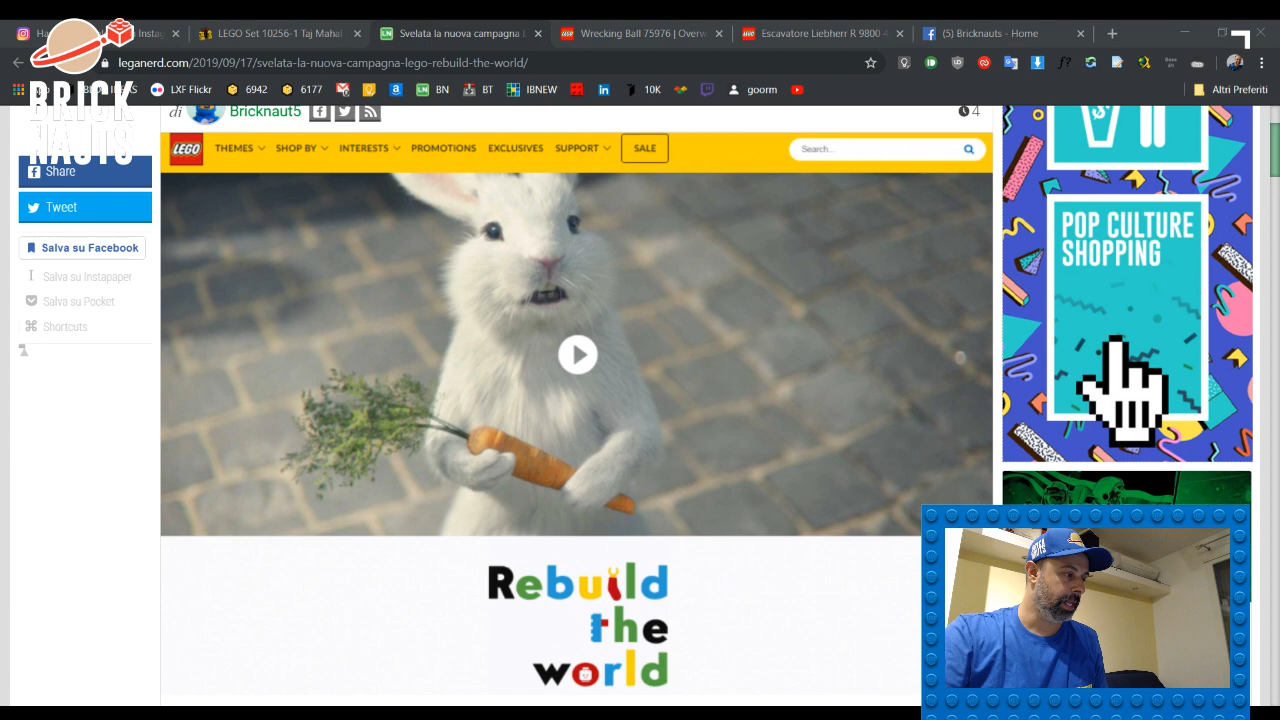 LEGO Set 10256-1 Taj Mahal
Svelata la nuova campagna L
Wrecking Ball 75976 | Overw
Escavatore Liebherr R 9800 4
(5) Bricknauts - Home
leganerd.com/2019/09/17/svelata-la-nuova-campagna-lego-rebuild-the-world/
LXF Flickr
6942
6177
BN
BT
IBNEW
10K
goorm
Altri Preferiti
BRICK
NAUTS
di Bricknaut5
4
LEGO
THEMES
SHOP BY
INTERESTS
PROMOTIONS
EXCLUSIVES
SUPPORT
SALE
Search...
Share
Tweet
Salva su Facebook
Salva su Instapaper
Salva su Pocket
Shortcuts
POP CULTURE
SHOPPING
Rebuild
the
world